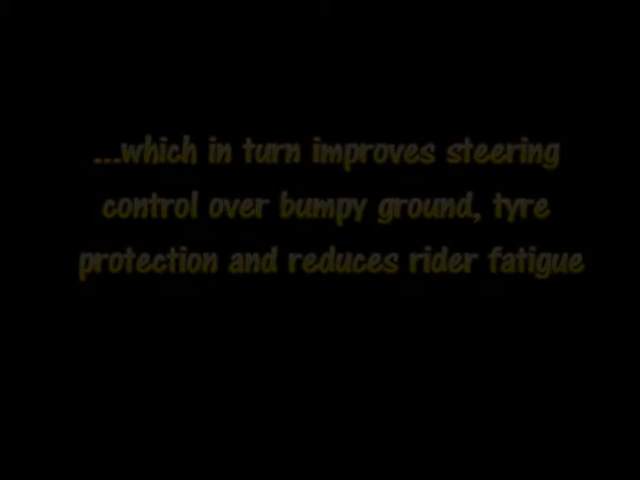 ...which in turn improves steering
control over bumpy ground, tyre
protection and reduces rider fatigue